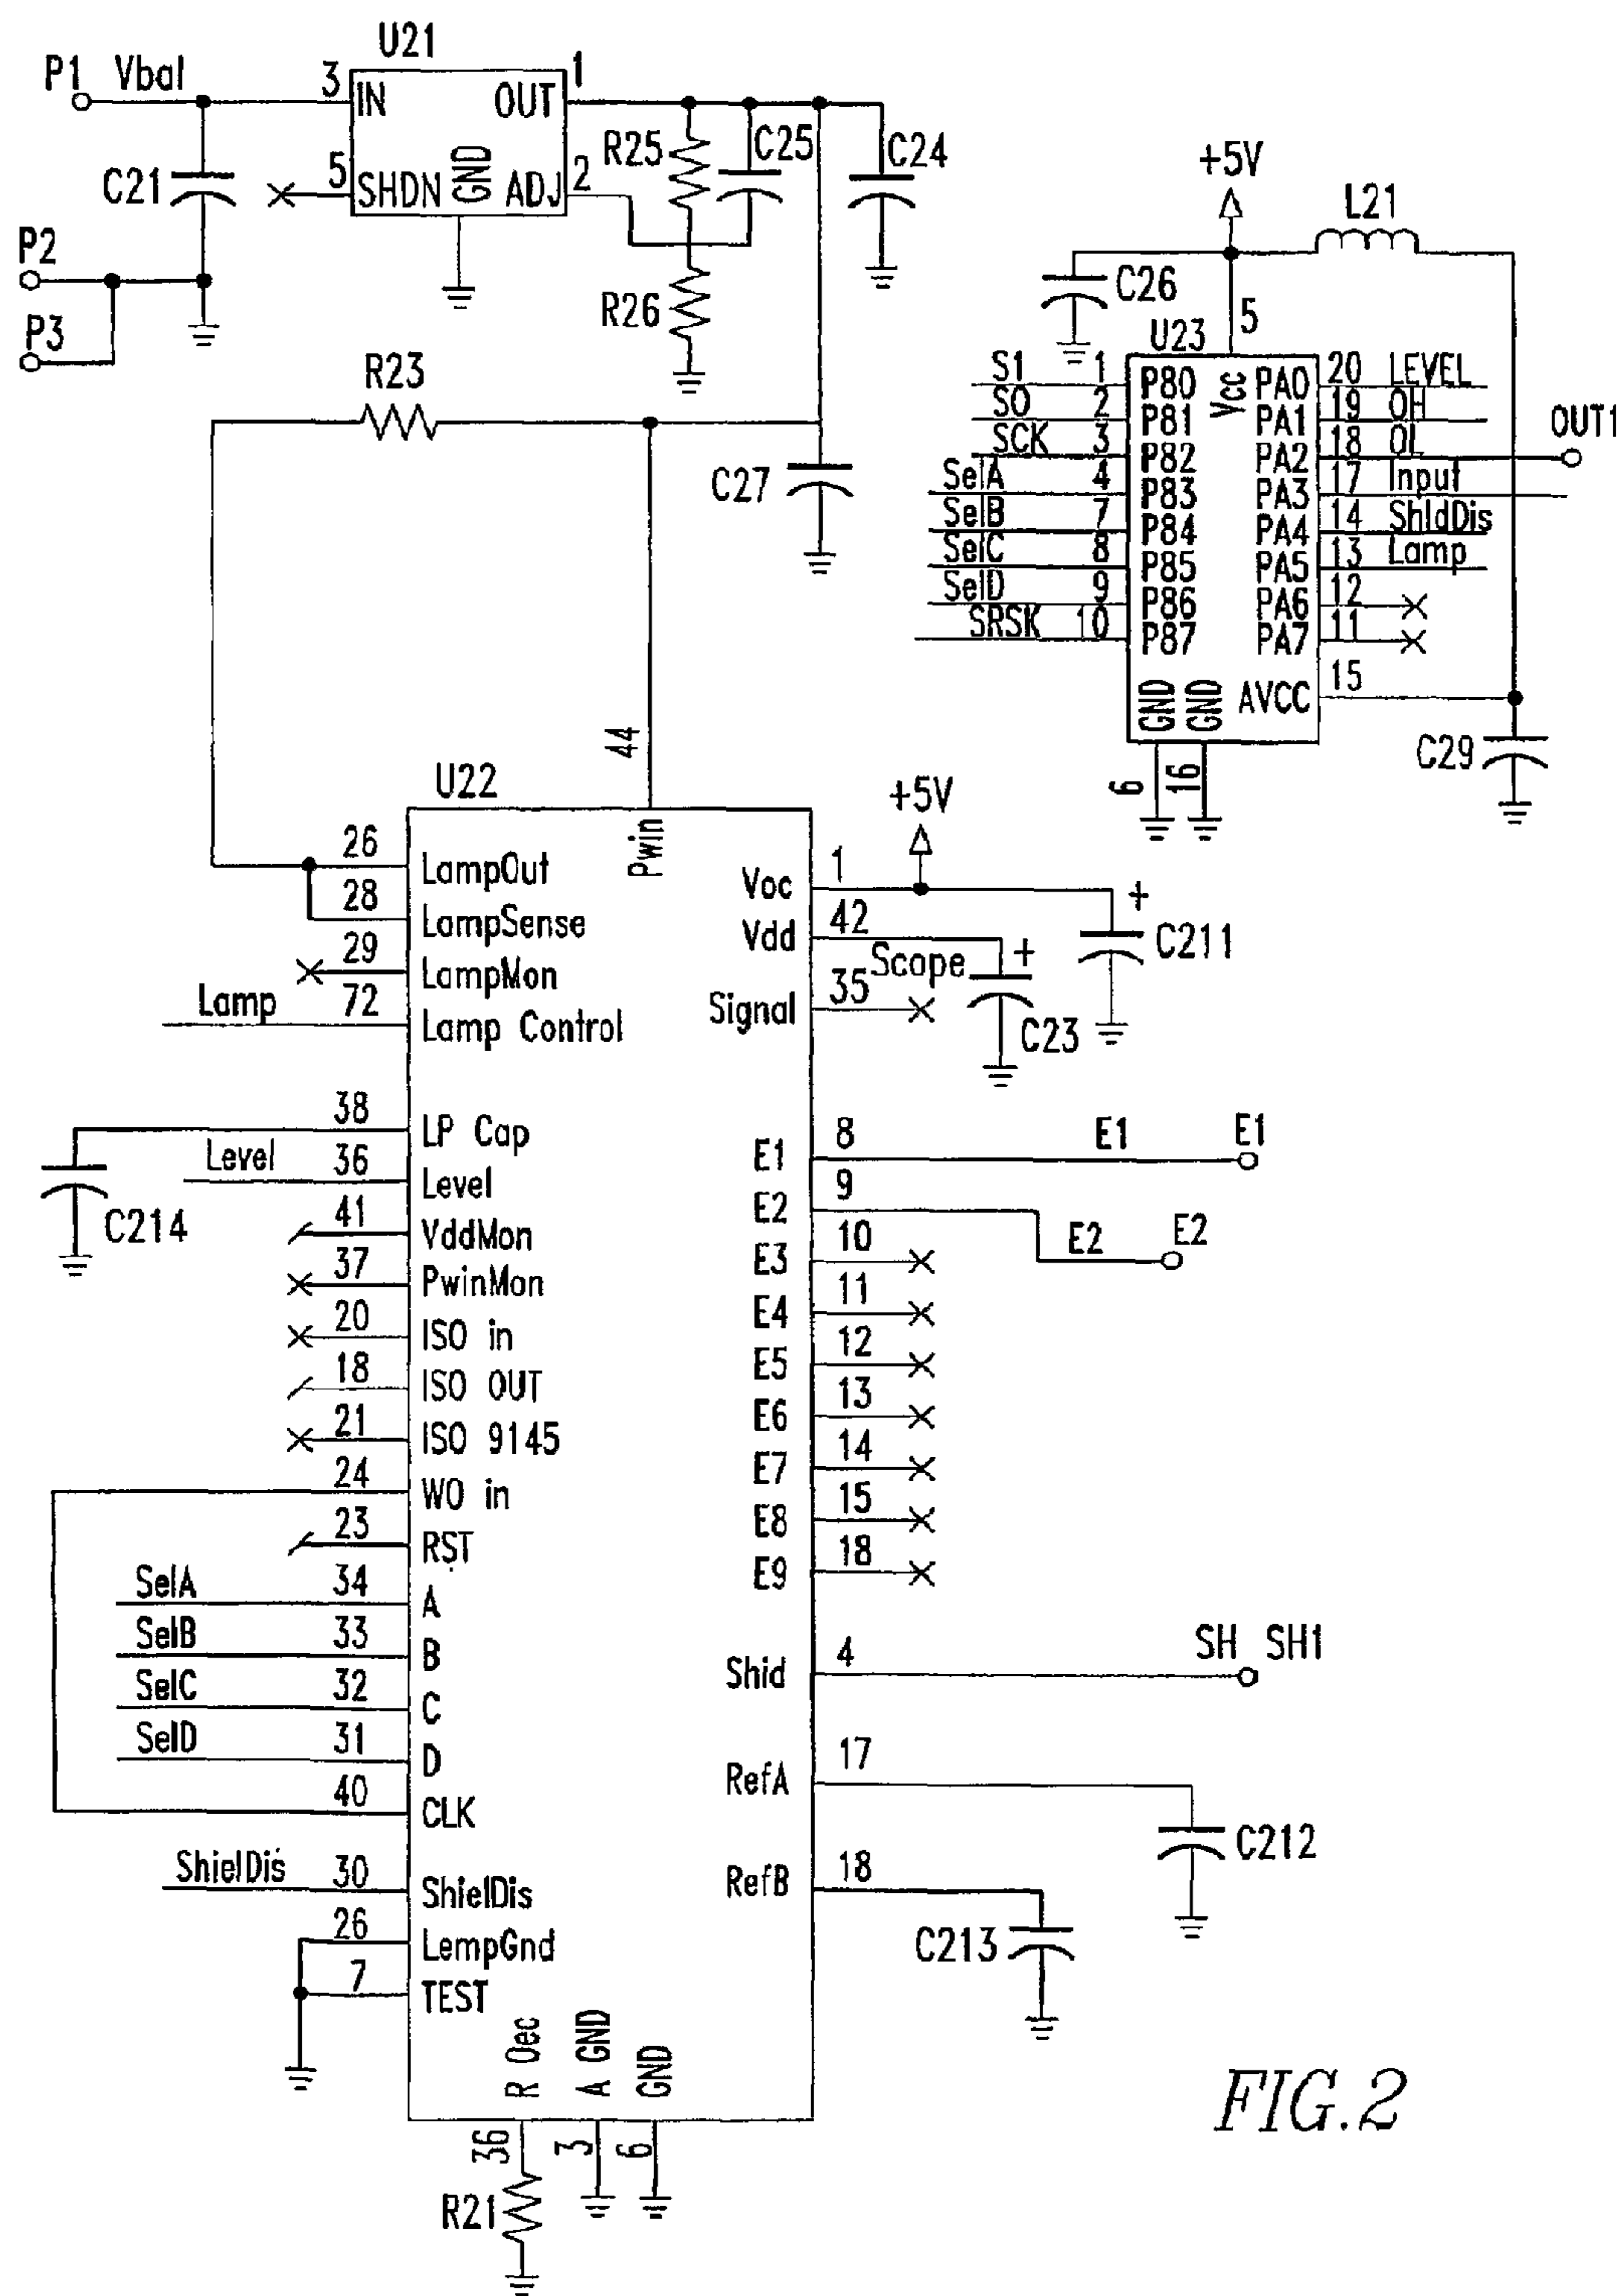 U21
P1 Vbal
3 IN
OUT 1
5 SHDN
GND
ADJ 2
C21
R25
C25
C24
P2
P3
R26
+5V
L21
C26
5
U23
Vcc
S1 1 P80
PA0 20 LEVEL
SO 2 P81
PA1 19 OH
SCK 3 P82
PA2 18 OL
OUT1
SelA 4 P83
PA3 17 Input
SelB 7 P84
PA4 14 ShldDis
SelC 8 P85
PA5 13 Lamp
SelD 9 P86
PA6 12
SRSK 10 P87
PA7 11
GND
GND
AVCC 15
6
16
C29
R23
C27
44
U22
Pwin
26 LampOut
28 LampSense
29 LampMon
Lamp 72 Lamp Control
38 LP Cap
C214
Level 36 Level
41 VddMon
37 PwinMon
20 ISO in
18 ISO OUT
21 ISO 9145
24 WO in
23 RST
SelA 34 A
SelB 33 B
SelC 32 C
SelD 31 D
40 CLK
ShielDis 30 ShielDis
26 LempGnd
7 TEST
R Oec
A GND
GND
36
3
6
R21
+5V
Voc 1
+
C211
Vdd 42
Scope
+
C23
Signal 35
E1 8 E1 E1
E2 9 E2 E2
E3 10
E4 11
E5 12
E6 13
E7 14
E8 15
E9 18
Shid 4 SH SH1
RefA 17
C212
RefB 18
C213
FIG.2